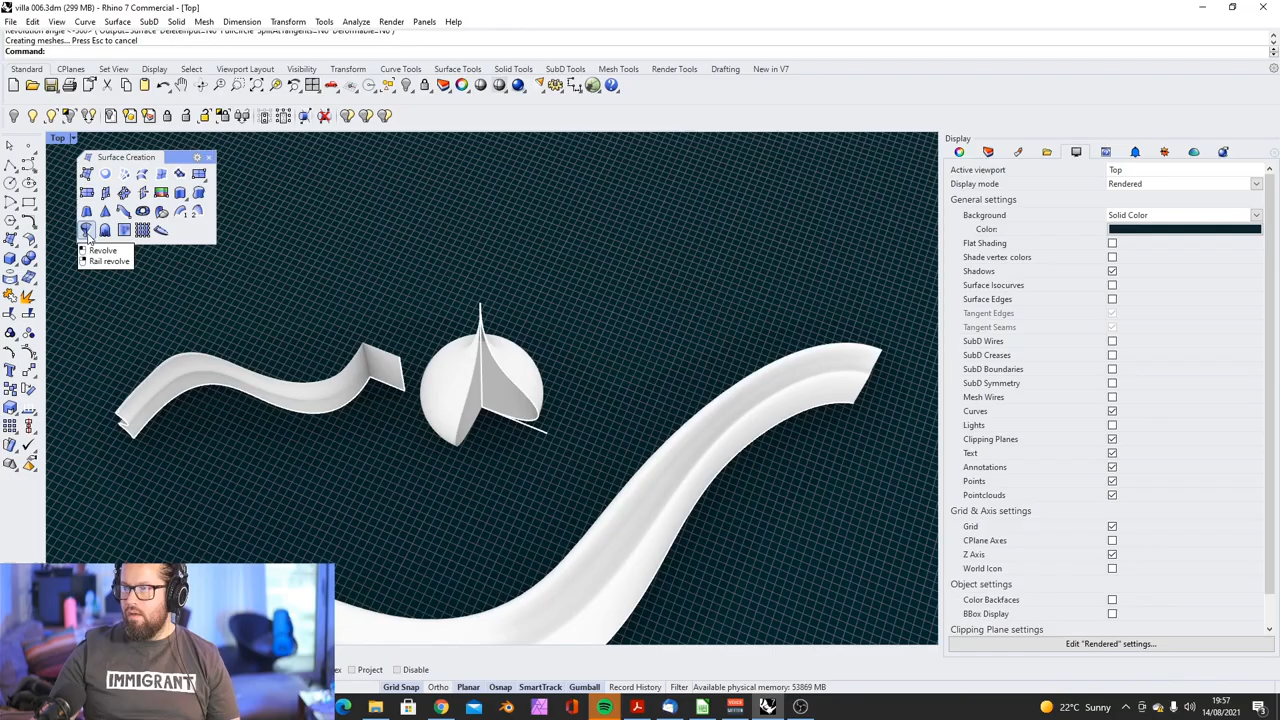 villa 006.3dm (299 MB) - Rhino 7 Commercial - [Top]
File Edit View Curve Surface SubD Solid Mesh Dimension Transform Tools Analyze Render Panels Help
Creating meshes... Press Esc to cancel
Command:
Standard CPlanes Set View Display Select Viewport Layout Visibility Transform Curve Tools Surface Tools Solid Tools SubD Tools Mesh Tools Render Tools Drafting New in V7
Top
Surface Creation
Revolve
Rail revolve
Display
Active viewport Top
Display mode Rendered
General settings
Background Solid Color
Color:
Flat Shading
Shade vertex colors
Shadows
Surface Isocurves
Surface Edges
Tangent Edges
Tangent Seams
SubD Wires
SubD Creases
SubD Boundaries
SubD Symmetry
Mesh Wires
Curves
Lights
Clipping Planes
Text
Annotations
Points
Pointclouds
Grid & Axis settings
Grid
CPlane Axes
Z Axis
World Icon
Object settings
Color Backfaces
BBox Display
Clipping Plane settings
Edit "Rendered" settings...
IMMIGRANT
Project Disable
Grid Snap Ortho Planar Osnap SmartTrack Gumball Record History Filter Available physical memory: 53869 MB
22°C Sunny
19:57
14/08/2021